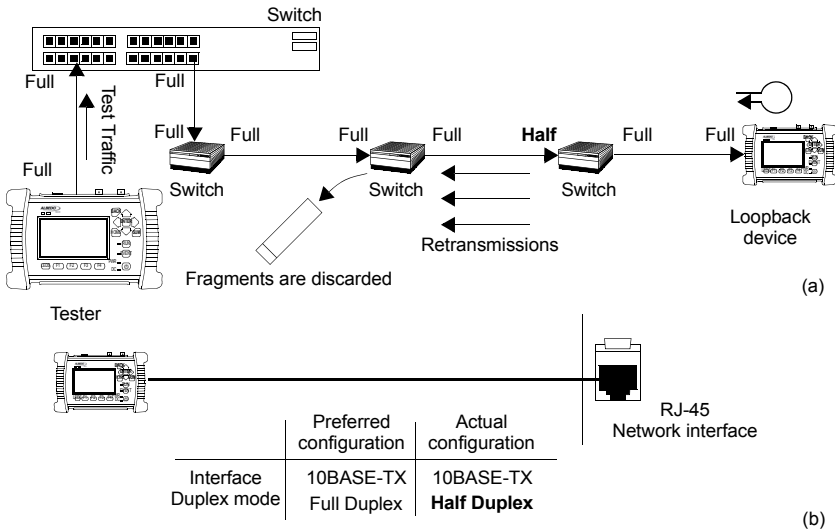 Switch
Full
Full
Test Traffic
Full
Full
Full
Full
Full
Half
Full
Full
Switch
Switch
Switch
Retransmissions
Fragments are discarded
Loopback
device
(a)
Tester
RJ-45
Network interface
Preferred
configuration
Actual
configuration
Interface
10BASE-TX
10BASE-TX
Duplex mode
Full Duplex
Half Duplex
(b)